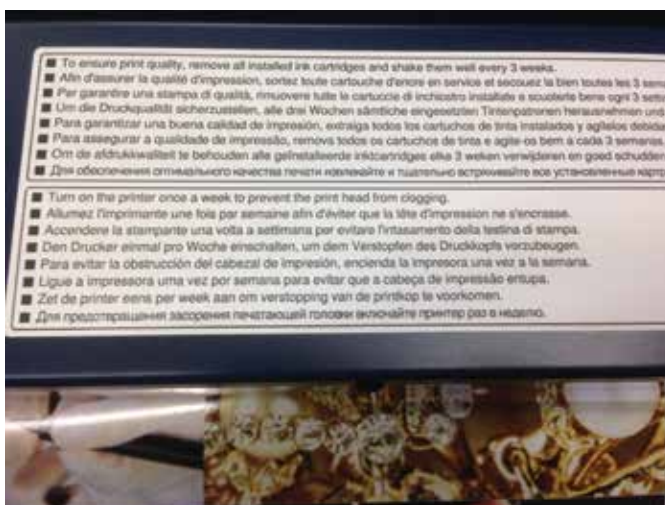 ■ To ensure print quality, remove all installed ink cartridges and shake them well every 3 weeks.
■ Afin d'assurer la qualité d'impression, sortez toute cartouche d'encre en service et secouez la bien toutes les 3
■ Per garantire una stampa di qualità, rimuovere tutte le cartucce di inchiostro installate e scuoterle bene ogni 3
■ Um die Druckqualität sicherzustellen, alle drei Wochen sämtliche eingesetzten Tintenpatronen herausnehmen
■ Para garantizar una buena calidad de impresión, extraiga todos los cartuchos de tinta instalados y agítelos
■ Para assegurar a qualidade de impressão, remova todos os cartuchos de tinta e agite-os bem a cada 3 semanas.
■ Om de afdrukkwaliteit te behouden alle geïnstalleerde inktcartridges elke 3 weken verwijderen en goed schudden
■ Для обеспечения оптимального качества печати извлекайте и тщательно встряхивайте все установленные
■ Turn on the printer once a week to prevent the print head from clogging.
■ Allumez l'imprimante une fois par semaine afin d'éviter que la tête d'impression ne s'encrasse.
■ Accendere la stampante una volta a settimana per evitare l'intasamento della testina di stampa.
■ Den Drucker einmal pro Woche einschalten, um dem Verstopfen des Druckkopfs vorzubeugen.
■ Para evitar la obstrucción del cabezal de impresión, encienda la impresora una vez a la semana.
■ Ligue a impressora uma vez por semana para evitar que a cabeça de impressão entupa.
■ Zet de printer eens per week aan om verstopping van de printkop te voorkomen.
■ Для предотвращения засорения печатающей головки включайте принтер раз в неделю.